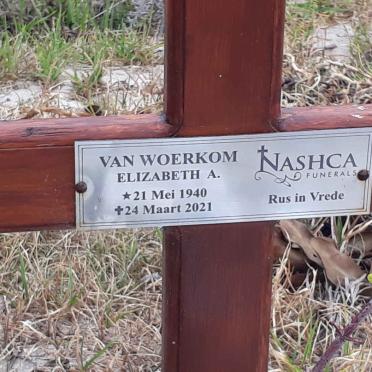 VAN WOERKOM
ELIZABETH A.
★21 Mei 1940
✝24 Maart 2021
NASHCA
FUNERALS
Rus in Vrede